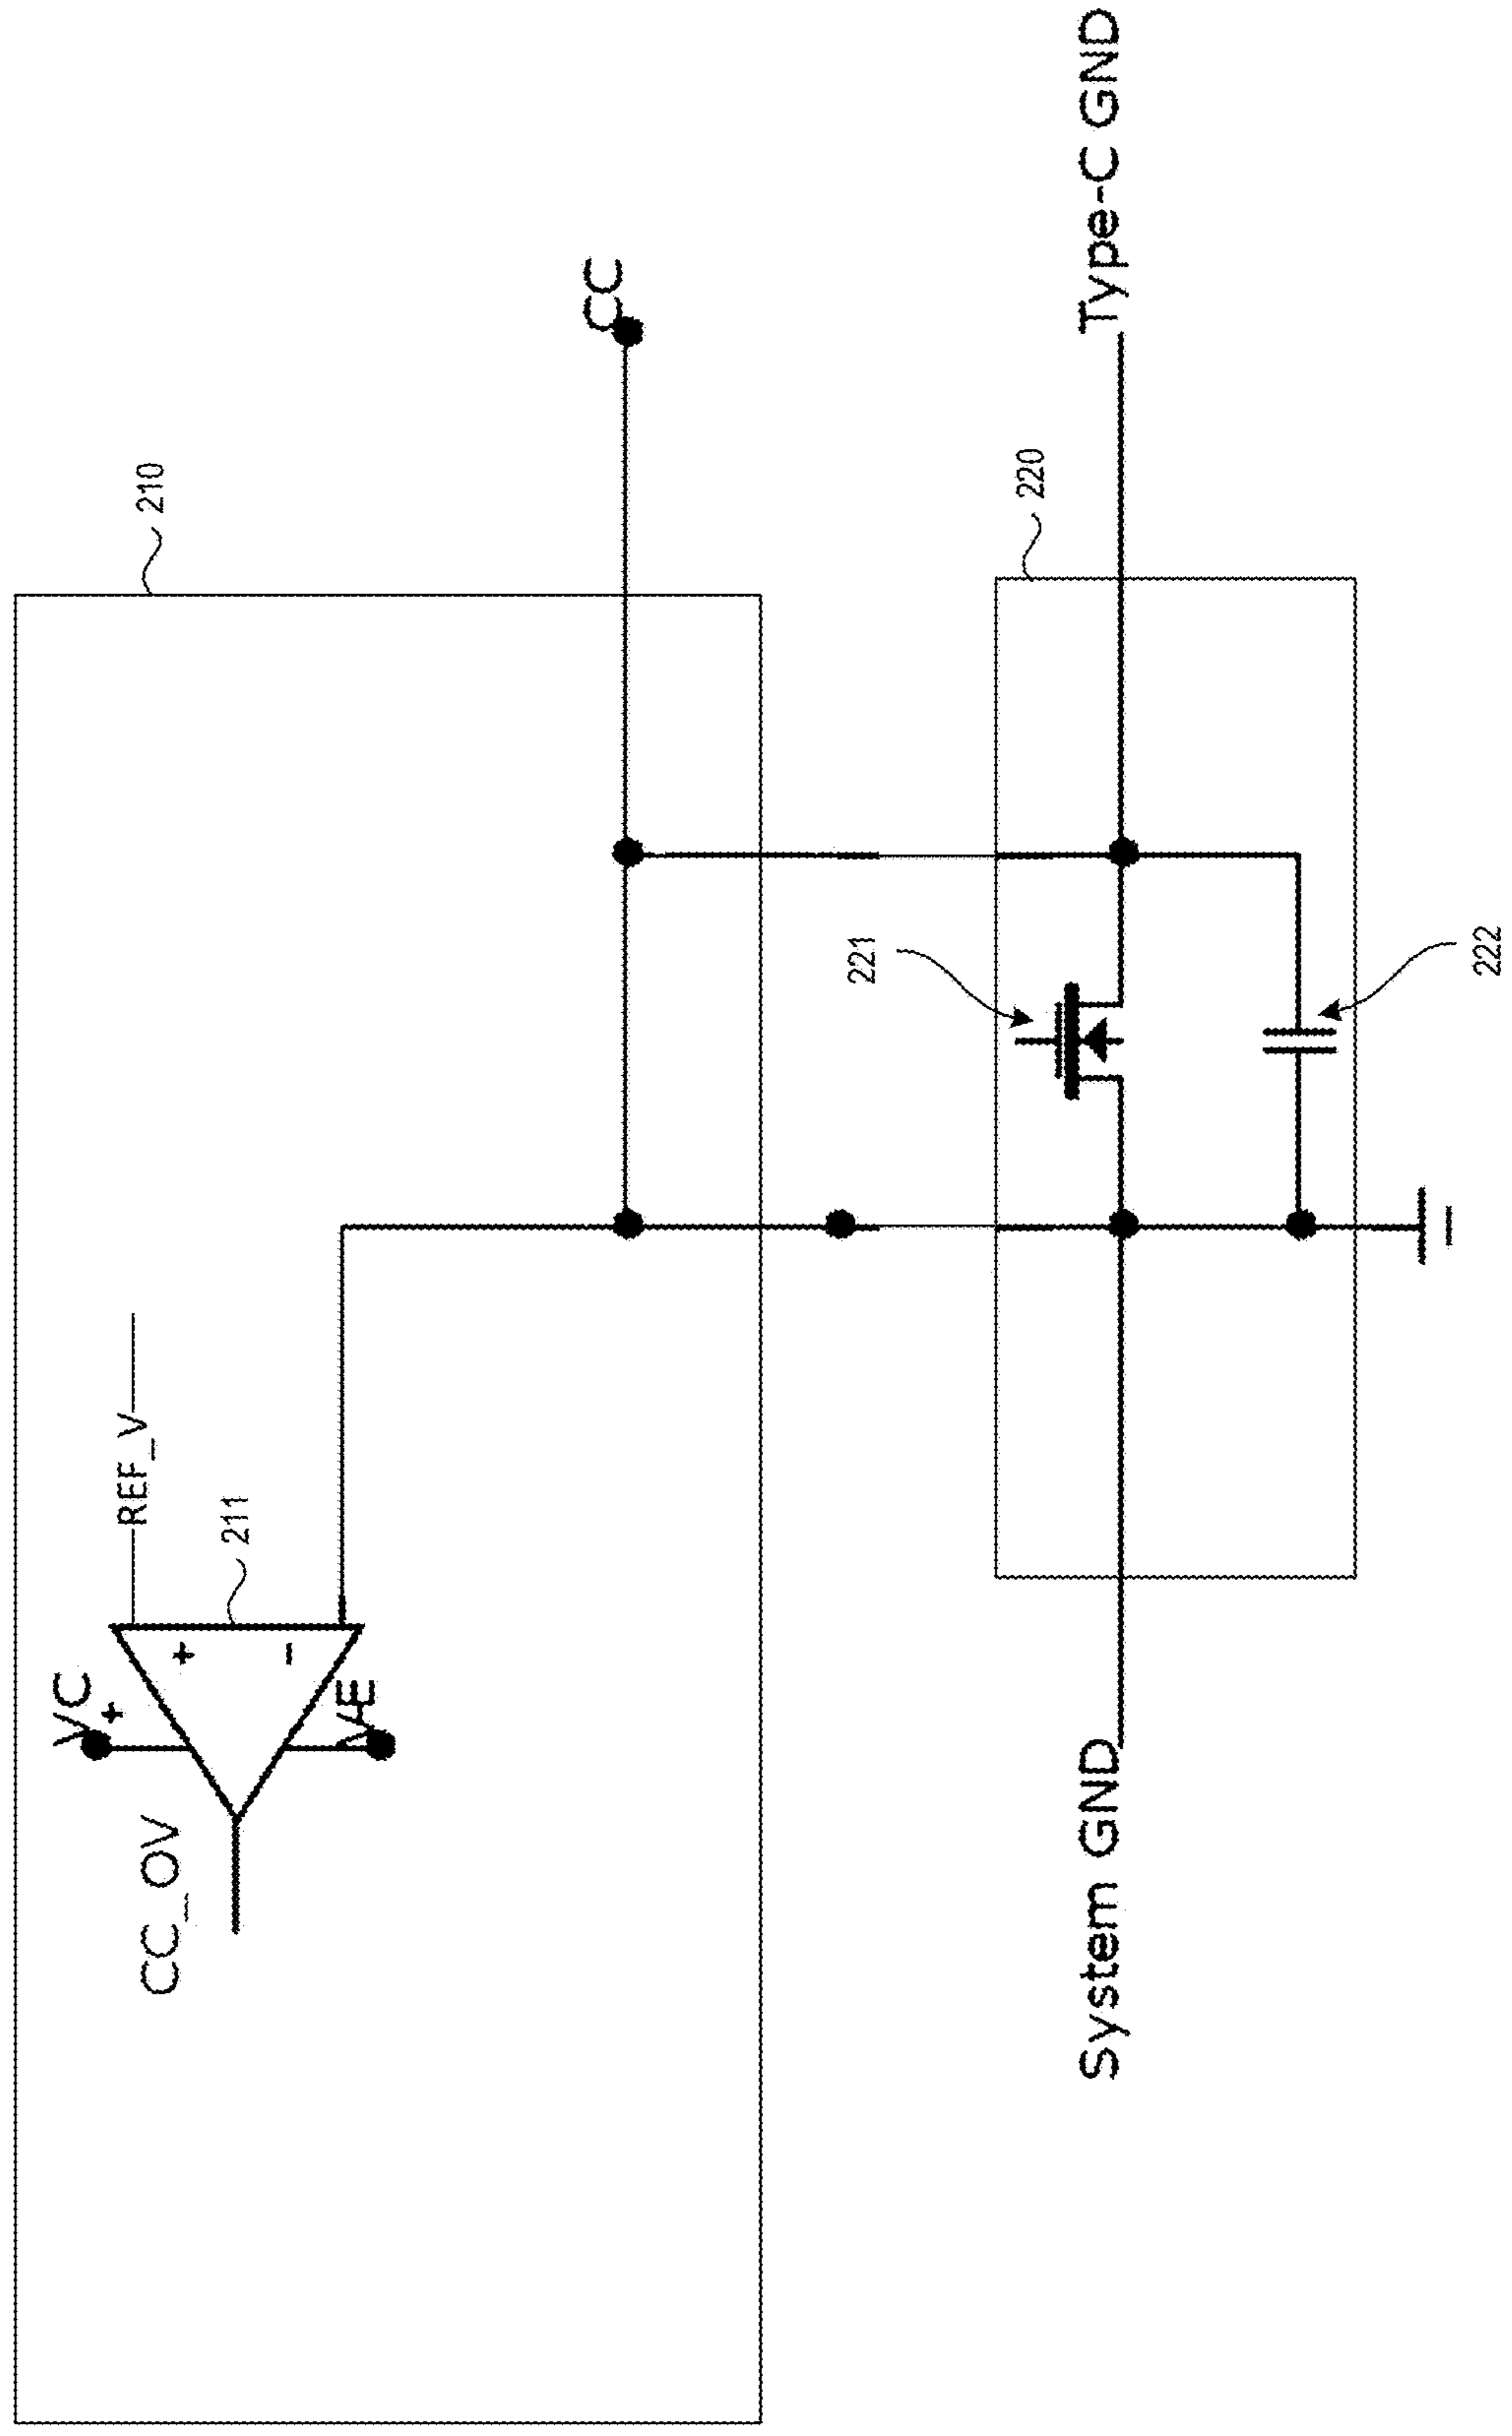 210
VC
+
REF_V
+
211
-
VE
CC_OV
CC
220
221
222
System GND
Type-C GND